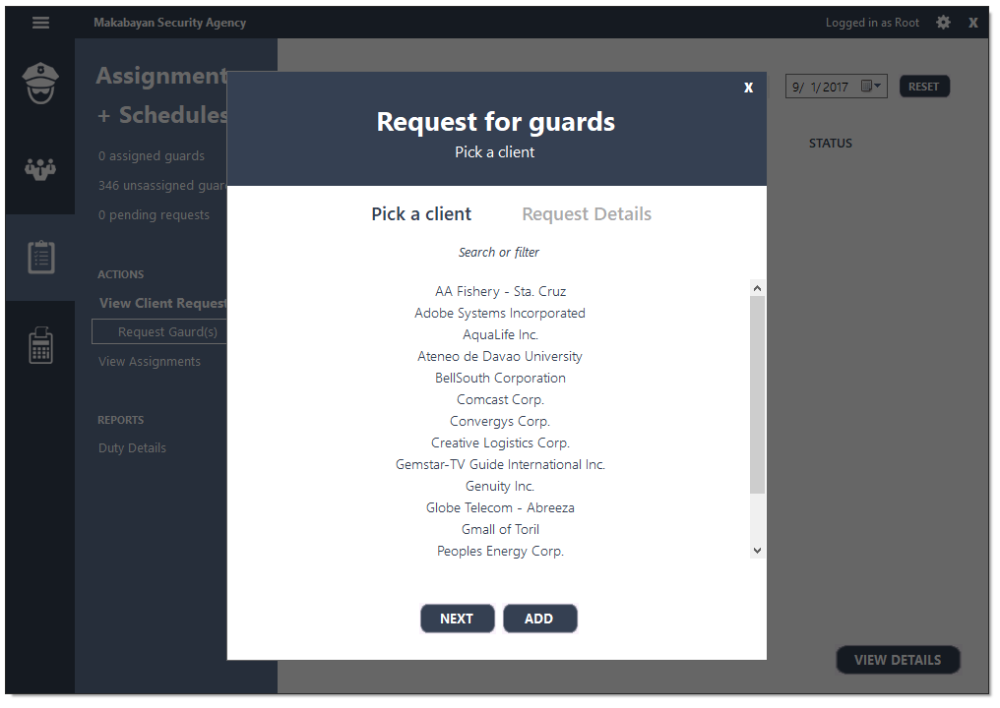 Makabayan Security Agency
Logged in as Root
X
Assignment
+ Schedules
0 assigned guards
346 unsassigned guar
0 pending requests
ACTIONS
View Client Request
Request Gaurd(s)
View Assignments
REPORTS
Duty Details
X
Request for guards
Pick a client
Pick a client
Request Details
Search or filter
AA Fishery - Sta. Cruz
Adobe Systems Incorporated
AquaLife Inc.
Ateneo de Davao University
BellSouth Corporation
Comcast Corp.
Convergys Corp.
Creative Logistics Corp.
Gemstar-TV Guide International Inc.
Genuity Inc.
Globe Telecom - Abreeza
Gmall of Toril
Peoples Energy Corp.
NEXT
ADD
9/ 1/2017
RESET
STATUS
VIEW DETAILS